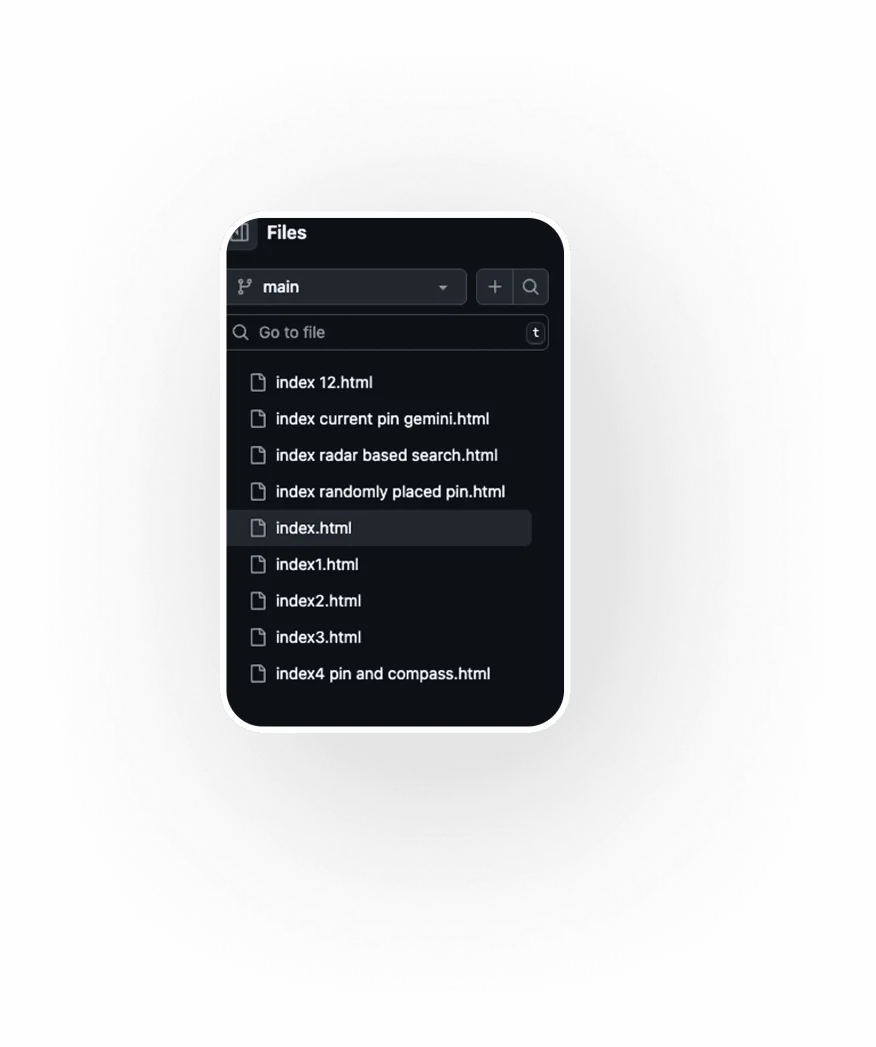 Files
main
Go to file t
index 12.html
index current pin gemini.html
index radar based search.html
index randomly placed pin.html
index.html
index1.html
index2.html
index3.html
index4 pin and compass.html